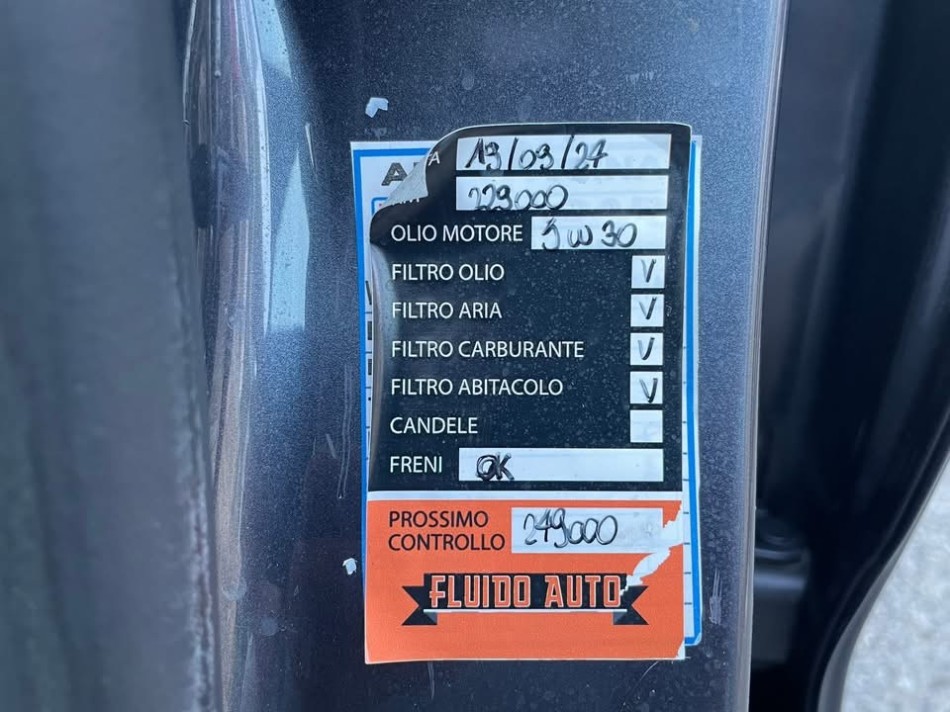 13/03/24
229000
OLIO MOTORE 5W30
FILTRO OLIO V
FILTRO ARIA V
FILTRO CARBURANTE V
FILTRO ABITACOLO V
CANDELE
FRENI OK
PROSSIMO
CONTROLLO 249000
FLUIDO AUTO